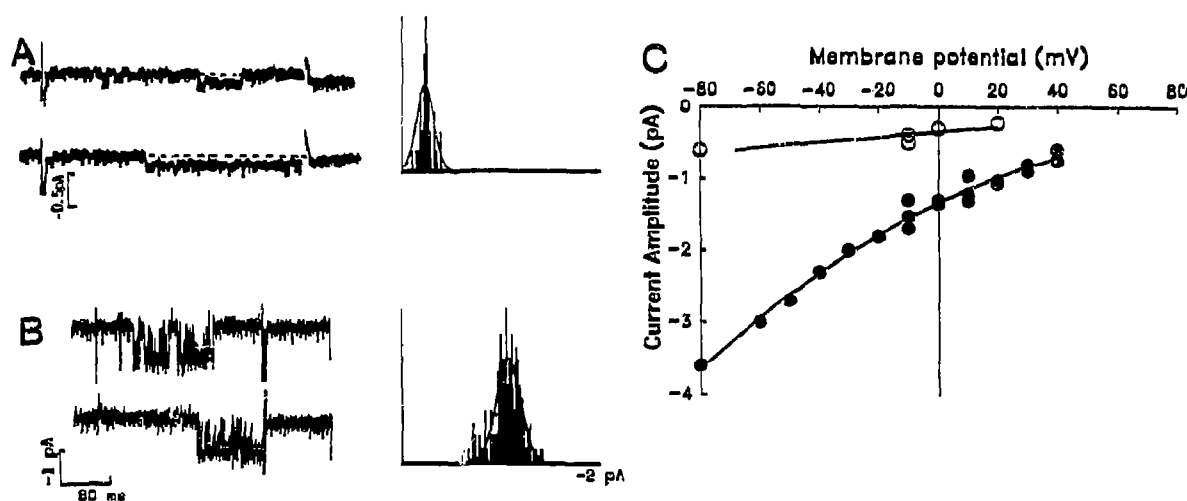 A
-0.5pA
B
-1 pA
80 ms
-2 pA
C
Membrane potential (mV)
-80 -60 -40 -20 0 20 40 60 80
Current Amplitude (pA)
0
-1
-2
-3
-4